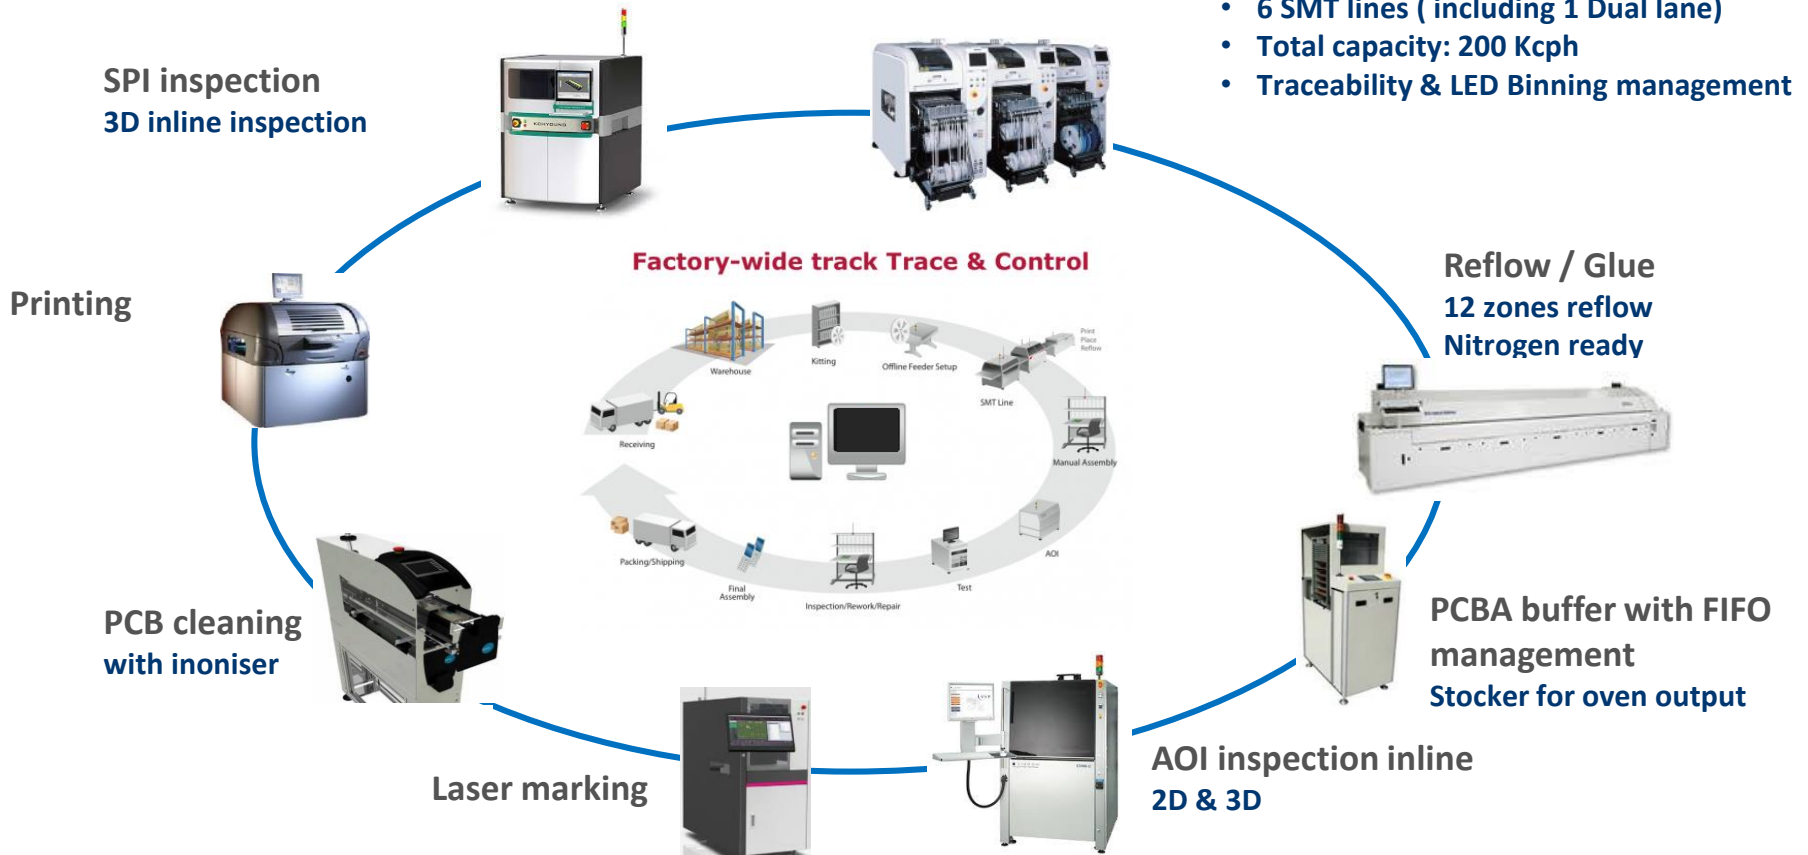 • 6 SMT lines ( including 1 Dual lane)
• Total capacity: 200 Kcph
• Traceability & LED Binning management
SPI inspection
3D inline inspection
KOHYOUNG
Printing
Factory-wide track Trace & Control
Reflow / Glue
12 zones reflow
Nitrogen ready
Warehouse
Kitting
Offline Feeder Setup
Print
Place
Reflow
SMT Line
Receiving
Manual Assembly
Packing/Shipping
Final
Assembly
Inspection/Rework/Repair
Test
AOI
PCB cleaning
with inoniser
PCBA buffer with FIFO
management
Stocker for oven output
Laser marking
AOI inspection inline
2D & 3D